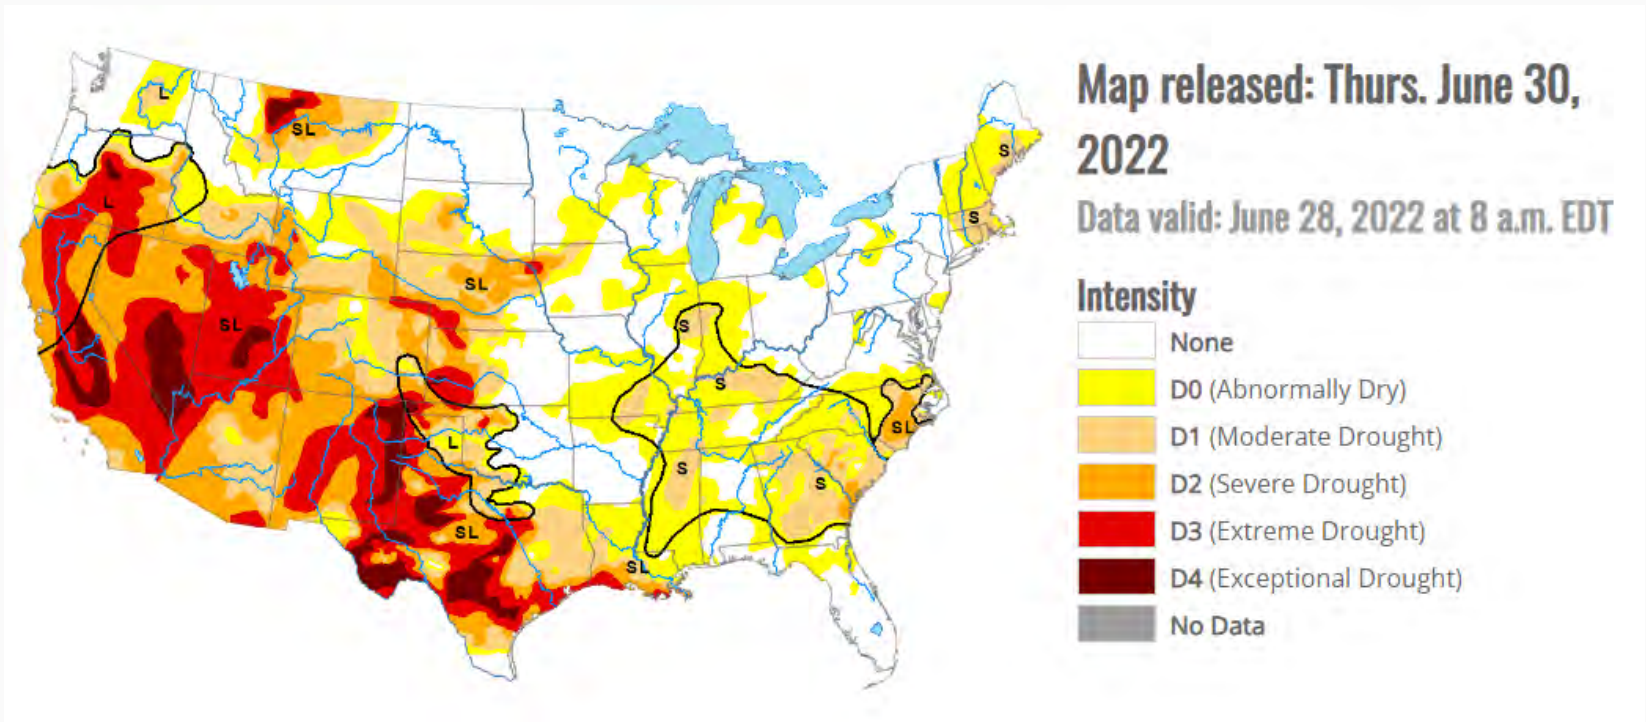 Map released: Thurs. June 30,
2022
Data valid: June 28, 2022 at 8 a.m. EDT
Intensity
None
D0 (Abnormally Dry)
D1 (Moderate Drought)
D2 (Severe Drought)
D3 (Extreme Drought)
D4 (Exceptional Drought)
No Data
L
SL
S
L
S
SL
S
SL
S
SL
L
S
S
SL
SL